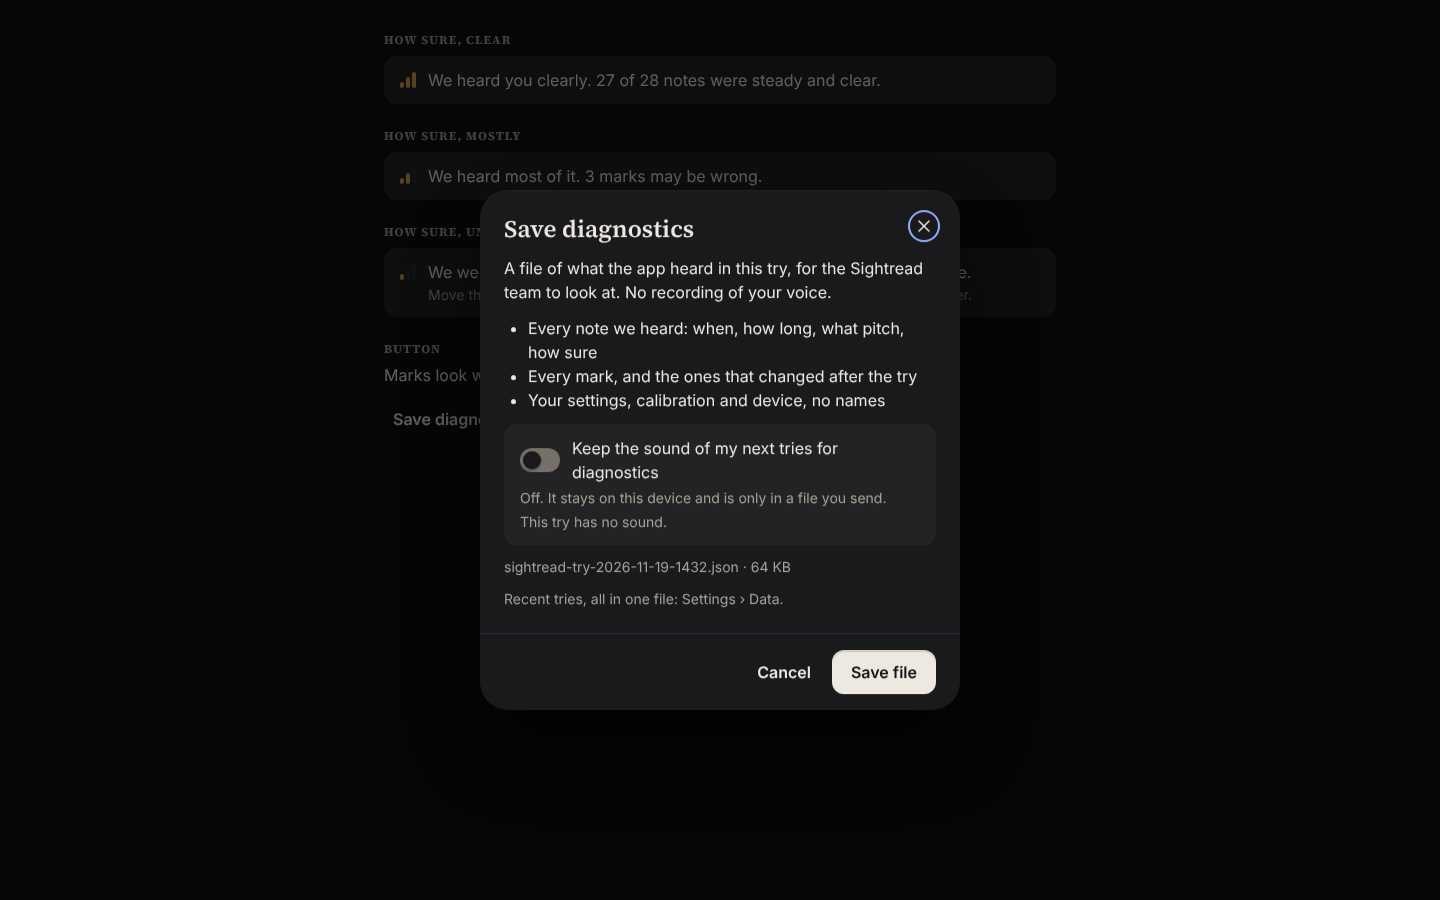 HOW SURE, CLEAR
We heard you clearly. 27 of 28 notes were steady and clear.
HOW SURE, MOSTLY
We heard most of it. 3 marks may be wrong.
HOW SURE, UN
We we
e.
Move th
er.
BUTTON
Marks look w
Save diagn
Save diagnostics
A file of what the app heard in this try, for the Sightread
team to look at. No recording of your voice.
• Every note we heard: when, how long, what pitch,
how sure
• Every mark, and the ones that changed after the try
• Your settings, calibration and device, no names
Keep the sound of my next tries for
diagnostics
Off. It stays on this device and is only in a file you send.
This try has no sound.
sightread-try-2026-11-19-1432.json · 64 KB
Recent tries, all in one file: Settings › Data.
Cancel
Save file